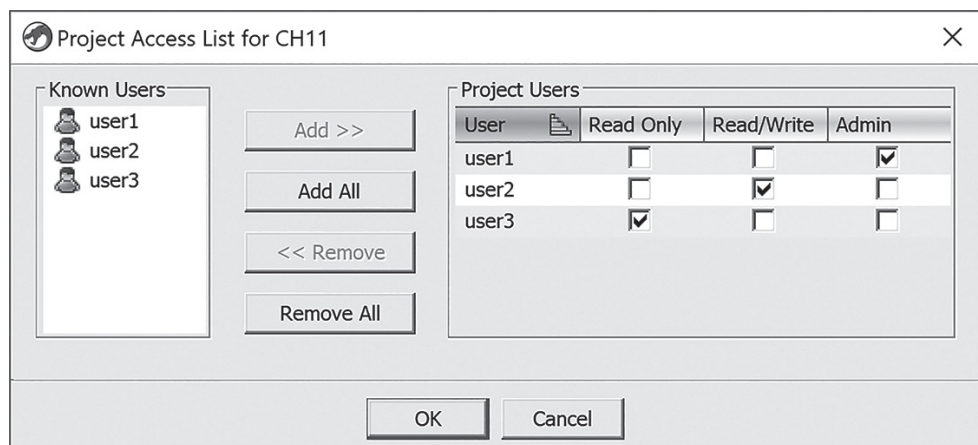 Project Access List for CH11
Known Users
user1
user2
user3
Add >>
Add All
<< Remove
Remove All
Project Users
User Read Only Read/Write Admin
user1
user2
user3
OK Cancel